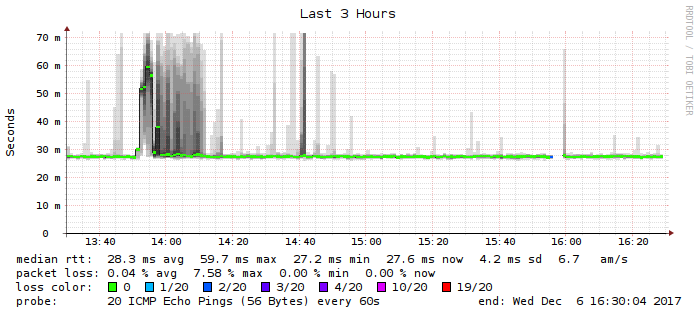 Last 3 Hours
RRDTOOL / TOBI OETIKER
Seconds
70 m
60 m
50 m
40 m
30 m
20 m
10 m
0
13:40 14:00 14:20 14:40 15:00 15:20 15:40 16:00 16:20
median rtt: 28.3 ms avg 59.7 ms max 27.2 ms min 27.6 ms now 4.2 ms sd 6.7 am/s
packet loss: 0.04 % avg 7.58 % max 0.00 % min 0.00 % now
loss color: 0 1/20 2/20 3/20 4/20 10/20 19/20
probe: 20 ICMP Echo Pings (56 Bytes) every 60s end: Wed Dec 6 16:30:04 2017